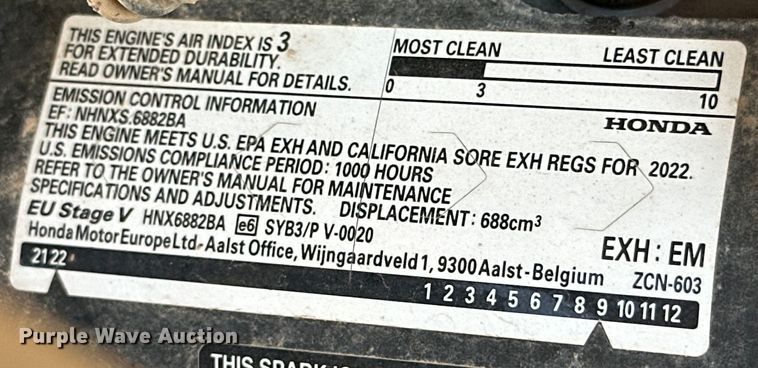 THIS ENGINE'S AIR INDEX IS 3
FOR EXTENDED DURABILITY.
READ OWNER'S MANUAL FOR DETAILS.
MOST CLEAN LEAST CLEAN
0 3 10
EMISSION CONTROL INFORMATION
HONDA
EF: NHNXS.6882BA
THIS ENGINE MEETS U.S. EPA EXH AND CALIFORNIA SORE EXH REGS FOR 2022.
U.S. EMISSIONS COMPLIANCE PERIOD: 1000 HOURS
REFER TO THE OWNER'S MANUAL FOR MAINTENANCE
SPECIFICATIONS AND ADJUSTMENTS. DISPLACEMENT: 688cm³
EU Stage V HNX6882BA e6 SYB3/P V-0020 EXH: EM
Honda Motor Europe Ltd- Aalst Office, Wijngaardveld 1, 9300 Aalst - Belgium ZCN-603
21 22
1 2 3 4 5 6 7 8 9 10 11 12
Purple Wave Auction
THIS SPARK